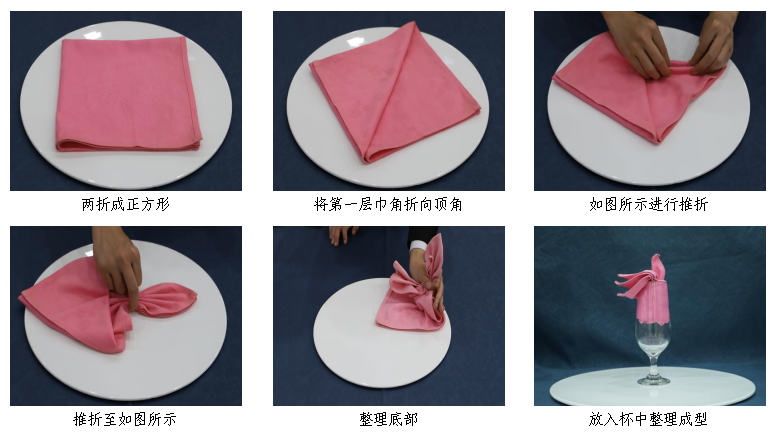 两折成正方形
将第一层巾角折向顶角
如图所示进行推折
推折至如图所示
整理底部
放入杯中整理成型